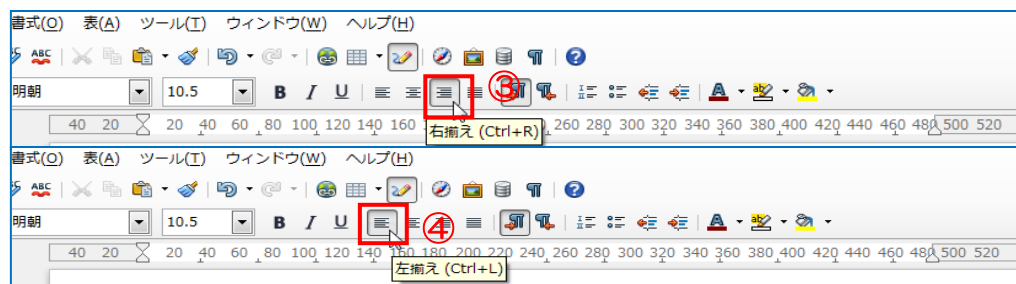 書式(O) 表(A) ツール(T) ウィンドウ(W) ヘルプ(H)
ABC
明朝 10.5 B I U ③ A ab
40 20 20 40 60 80 100 120 140 160 260 280 300 320 340 360 380 400 420 440 460 480 500 520
右揃え (Ctrl+R)
書式(O) 表(A) ツール(T) ウィンドウ(W) ヘルプ(H)
ABC
明朝 10.5 B I U ④ A ab
40 20 20 40 60 80 100 120 140 160 180 200 220 240 260 280 300 320 340 360 380 400 420 440 460 480 500 520
左揃え (Ctrl+L)